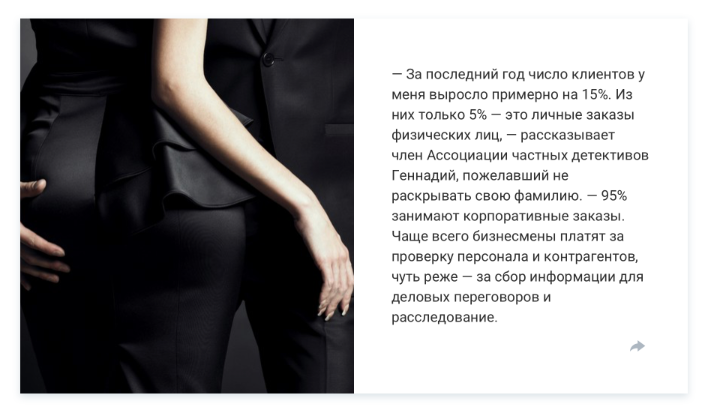 — За последний год число клиентов у
меня выросло примерно на 15%. Из
них только 5% — это личные заказы
физических лиц, — рассказывает
член Ассоциации частных детективов
Геннадий, пожелавший не
раскрывать свою фамилию. — 95%
занимают корпоративные заказы.
Чаще всего бизнесмены платят за
проверку персонала и контрагентов,
чуть реже — за сбор информации для
деловых переговоров и
расследование.